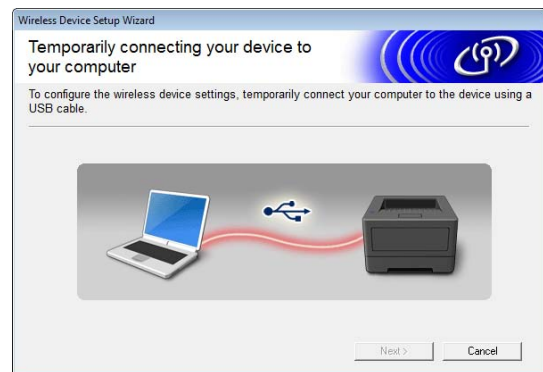 Wireless Device Setup Wizard
Temporarily connecting your device to
your computer
To configure the wireless device settings, temporarily connect your computer to the device using a
USB cable.
Next >
Cancel